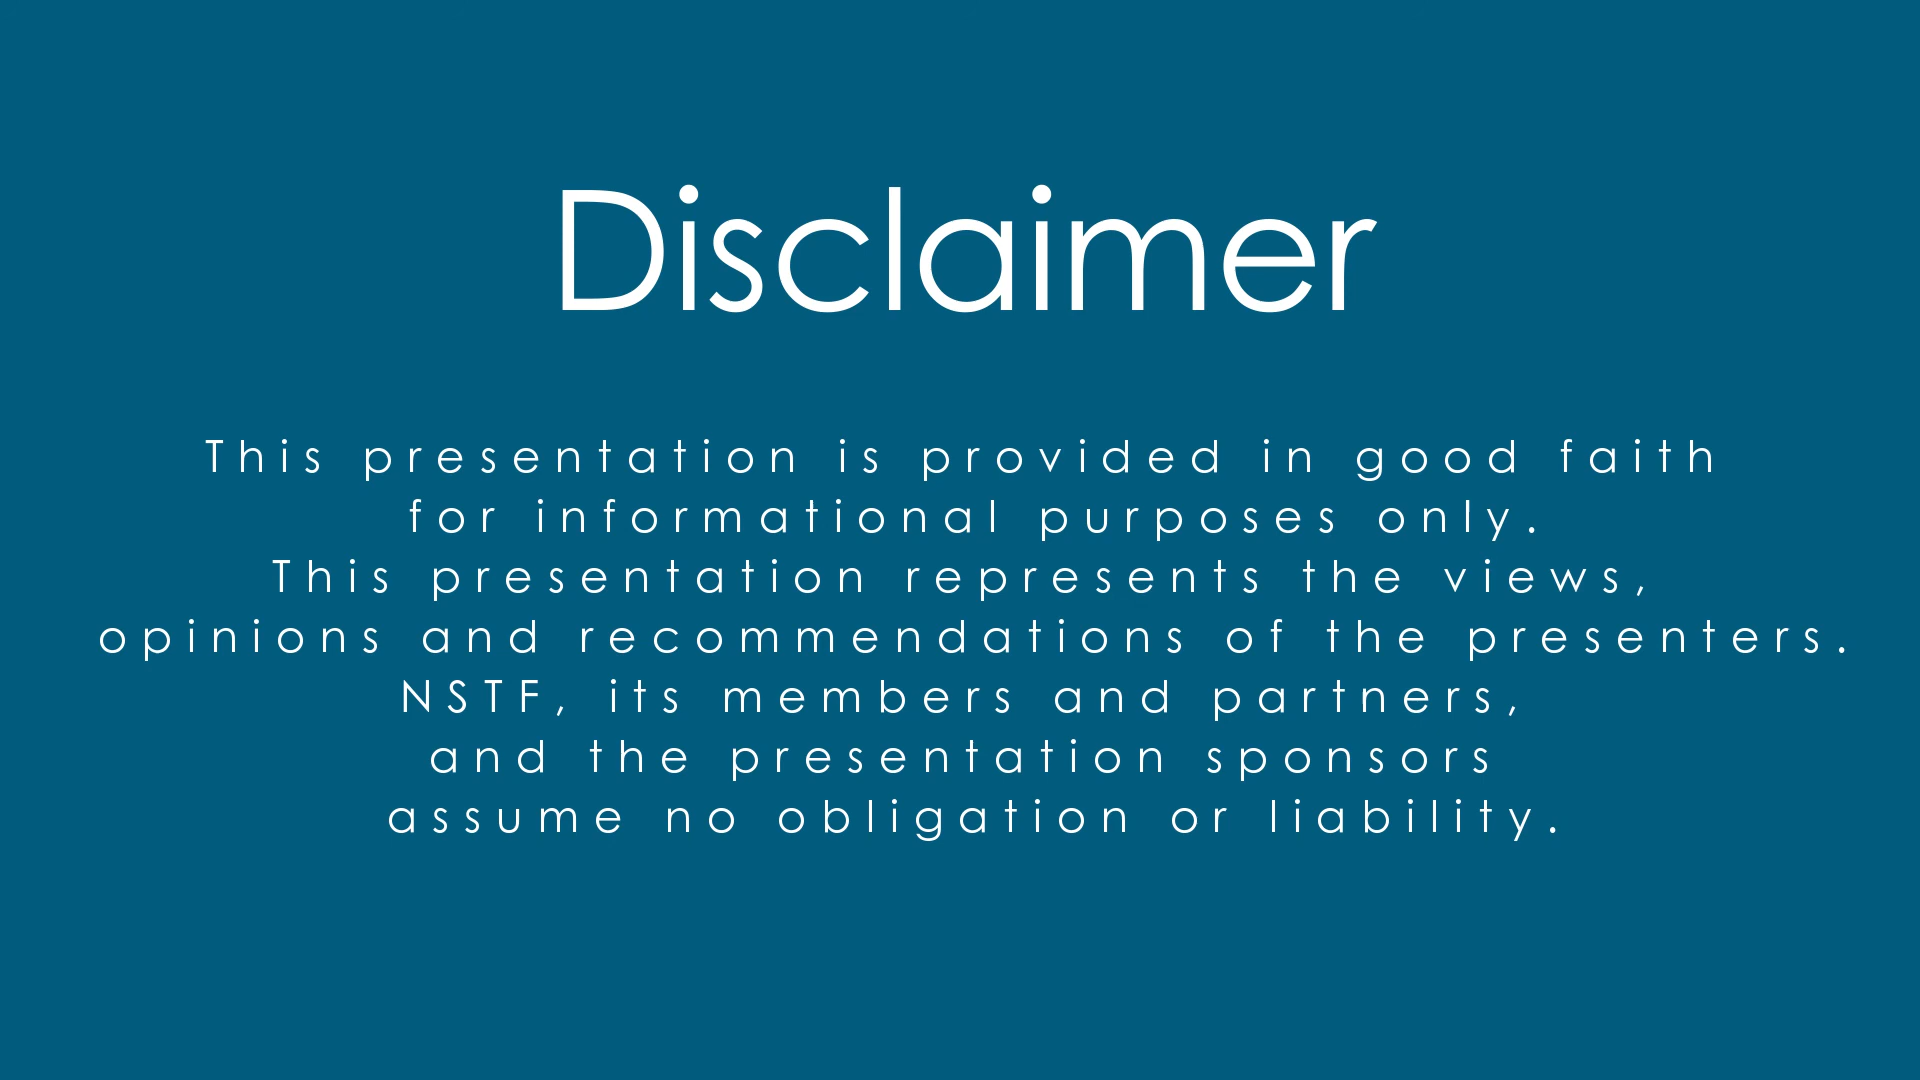 Disclaimer
This presentation is provided in good faith
for informational purposes only.
This presentation represents the views,
opinions and recommendations of the presenters.
NSTF, its members and partners,
and the presentation sponsors
assume no obligation or liability.